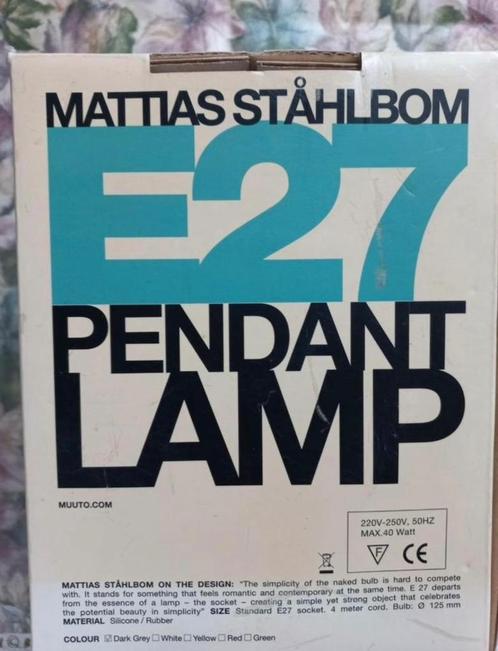 MATTIAS STÅHLBOM
E27
PENDANT
LAMP
MUUTO.COM
220V-250V, 50HZ
MAX.40 Watt
F CE
MATTIAS STÅHLBOM ON THE DESIGN: "The simplicity of the naked bulb is hard to compete
with. It stands for something that feels romantic and contemporary at the same time. E 27 departs
from the essence of a lamp – the socket – creating a simple yet strong object that celebrates
the potential beauty in simplicity" SIZE Standard E27 socket. 4 meter cord. Bulb: Ø 125 mm
MATERIAL Silicone / Rubber
COLOUR ☑ Dark Grey ☐ White ☐ Yellow ☐ Red ☐ Green